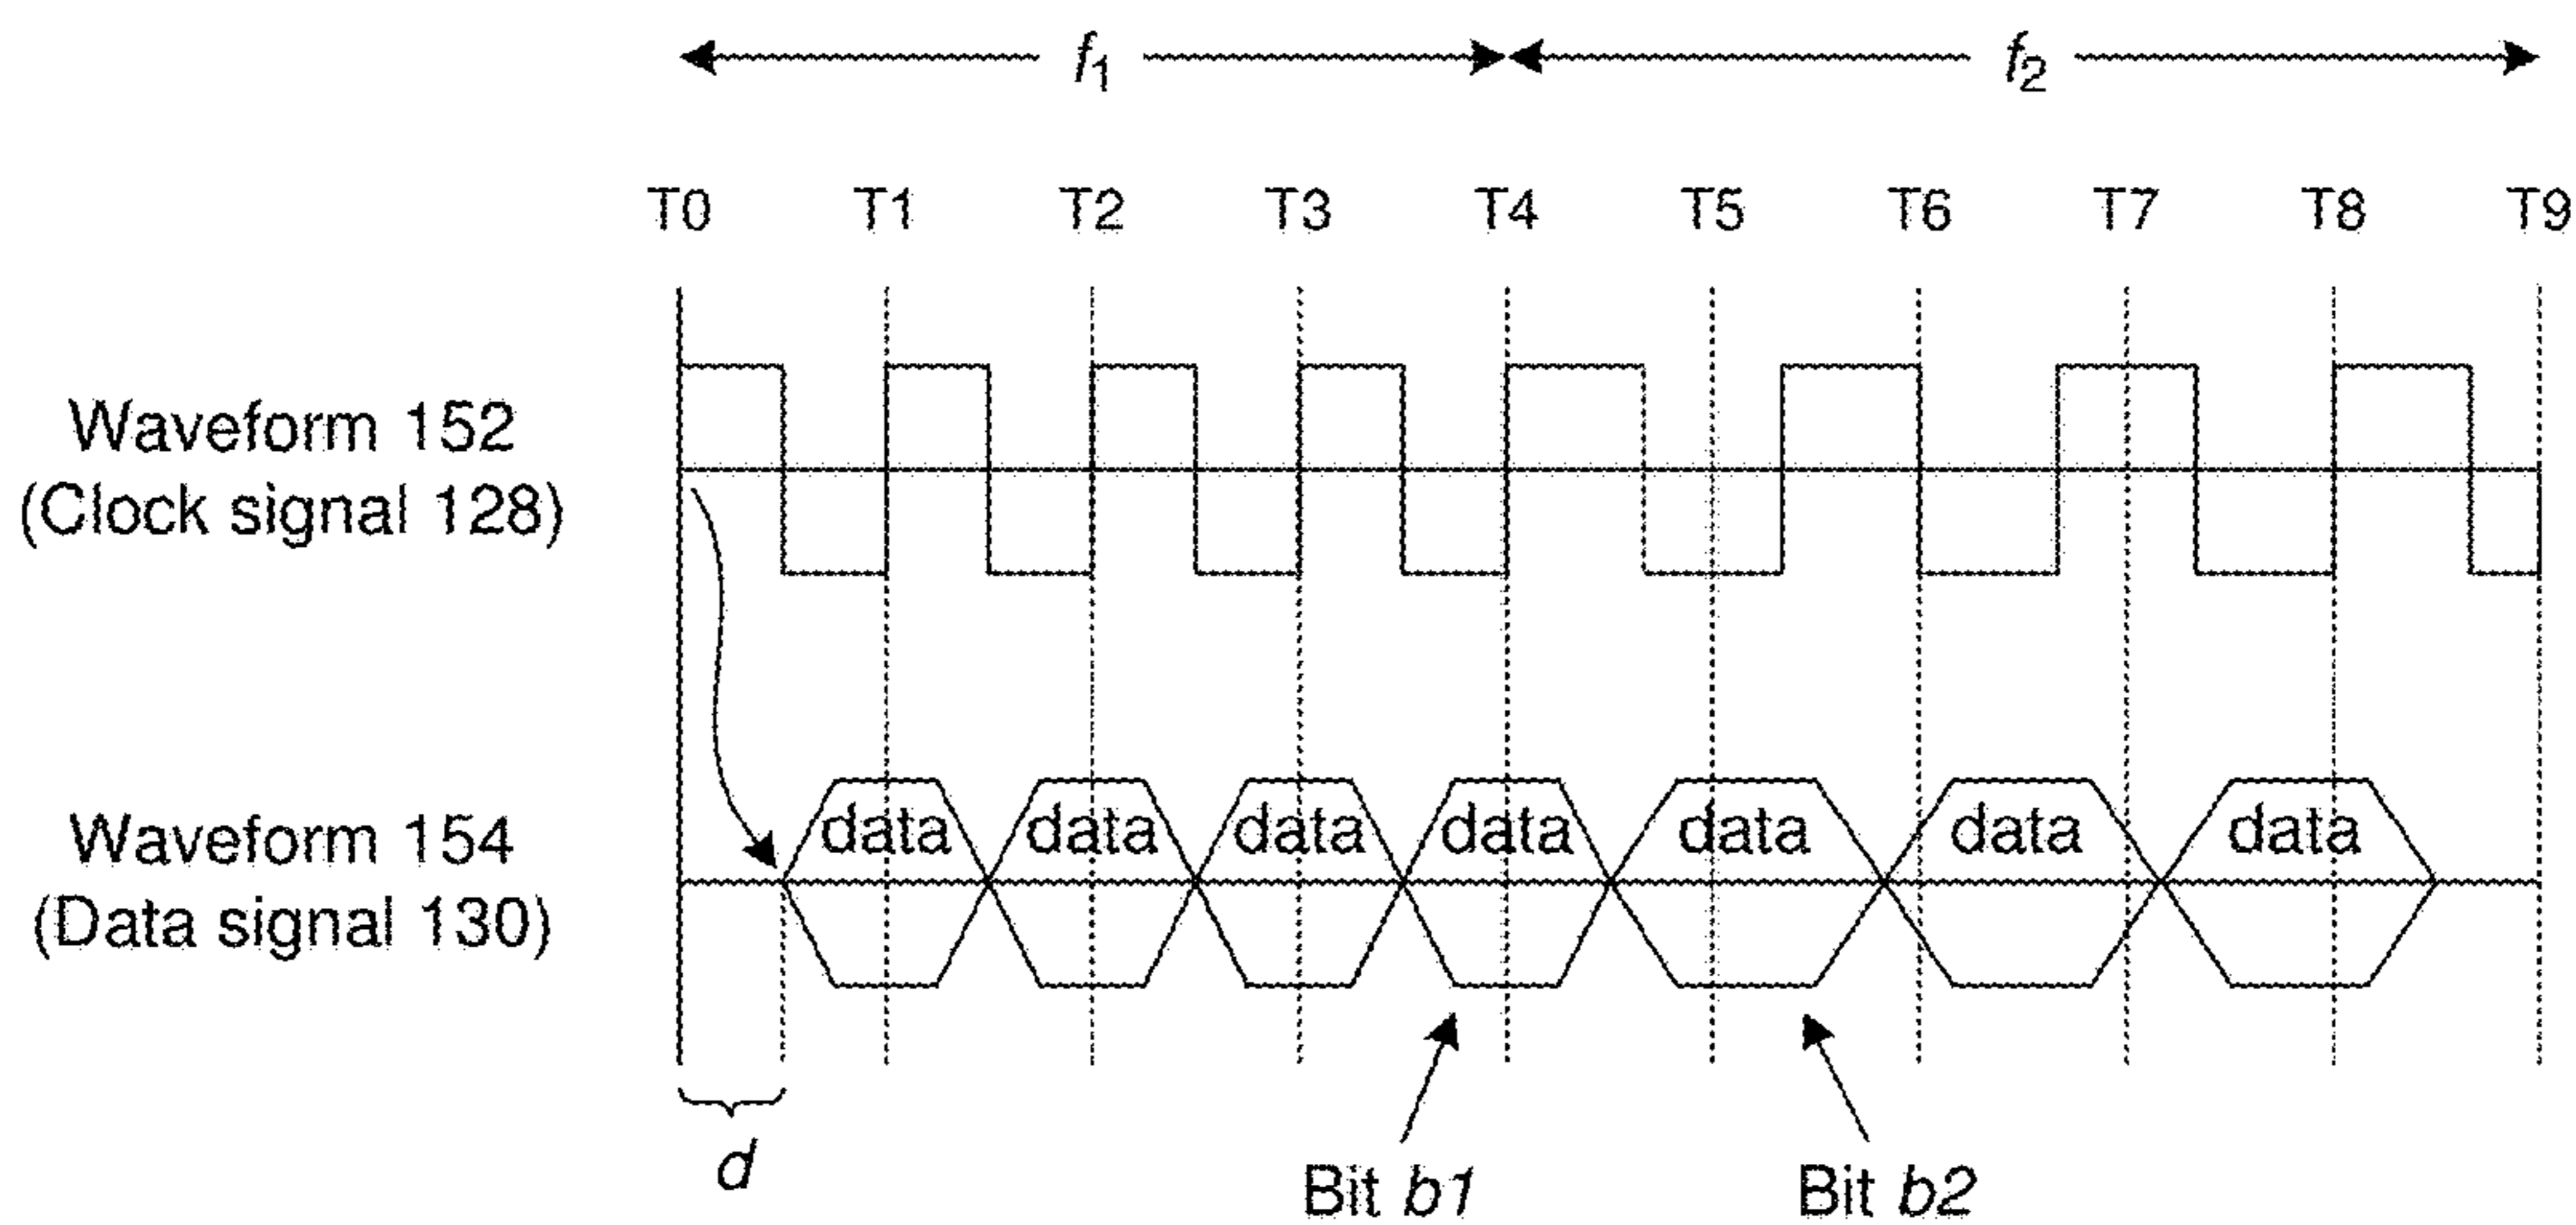 f1 f2
T0 T1 T2 T3 T4 T5 T6 T7 T8 T9
Waveform 152
(Clock signal 128)
Waveform 154
(Data signal 130)
data data data data data data data
d
Bit b1 Bit b2